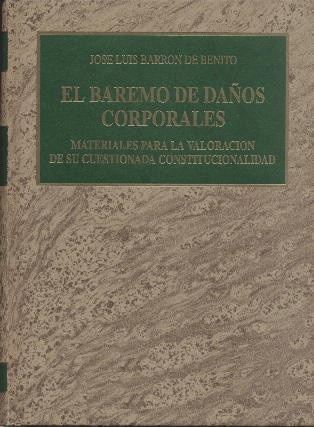 JOSE LUIS BARRON DE BENITO
EL BAREMO DE DAÑOS
CORPORALES
MATERIALES PARA LA VALORACION
DE SU CUESTIONADA CONSTITUCIONALIDAD